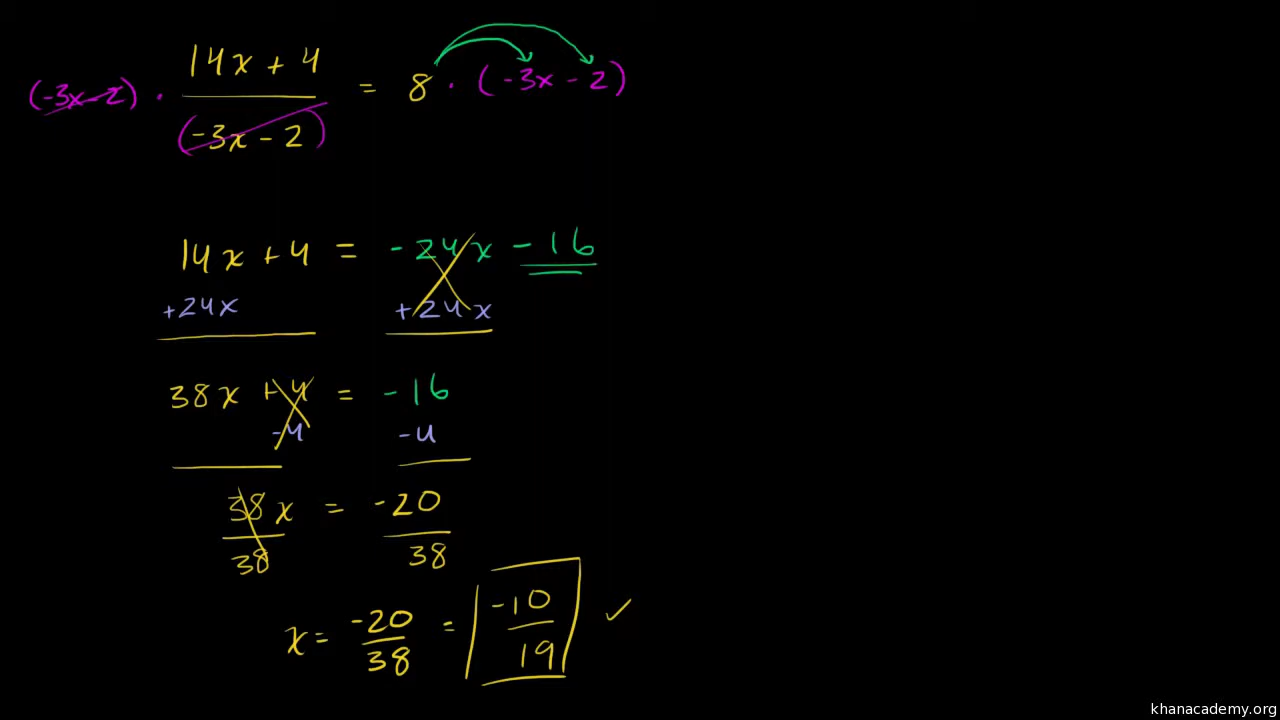 (-3x-2) · 14x + 4 / (-3x - 2) = 8 · (-3x - 2)
14x + 4 = -24x - 16
+24x +24x
38x + 4 = -16
-4 -4
38x = -20
38 38
x = -20/38 = -10/19 ✓
khanacademy.org